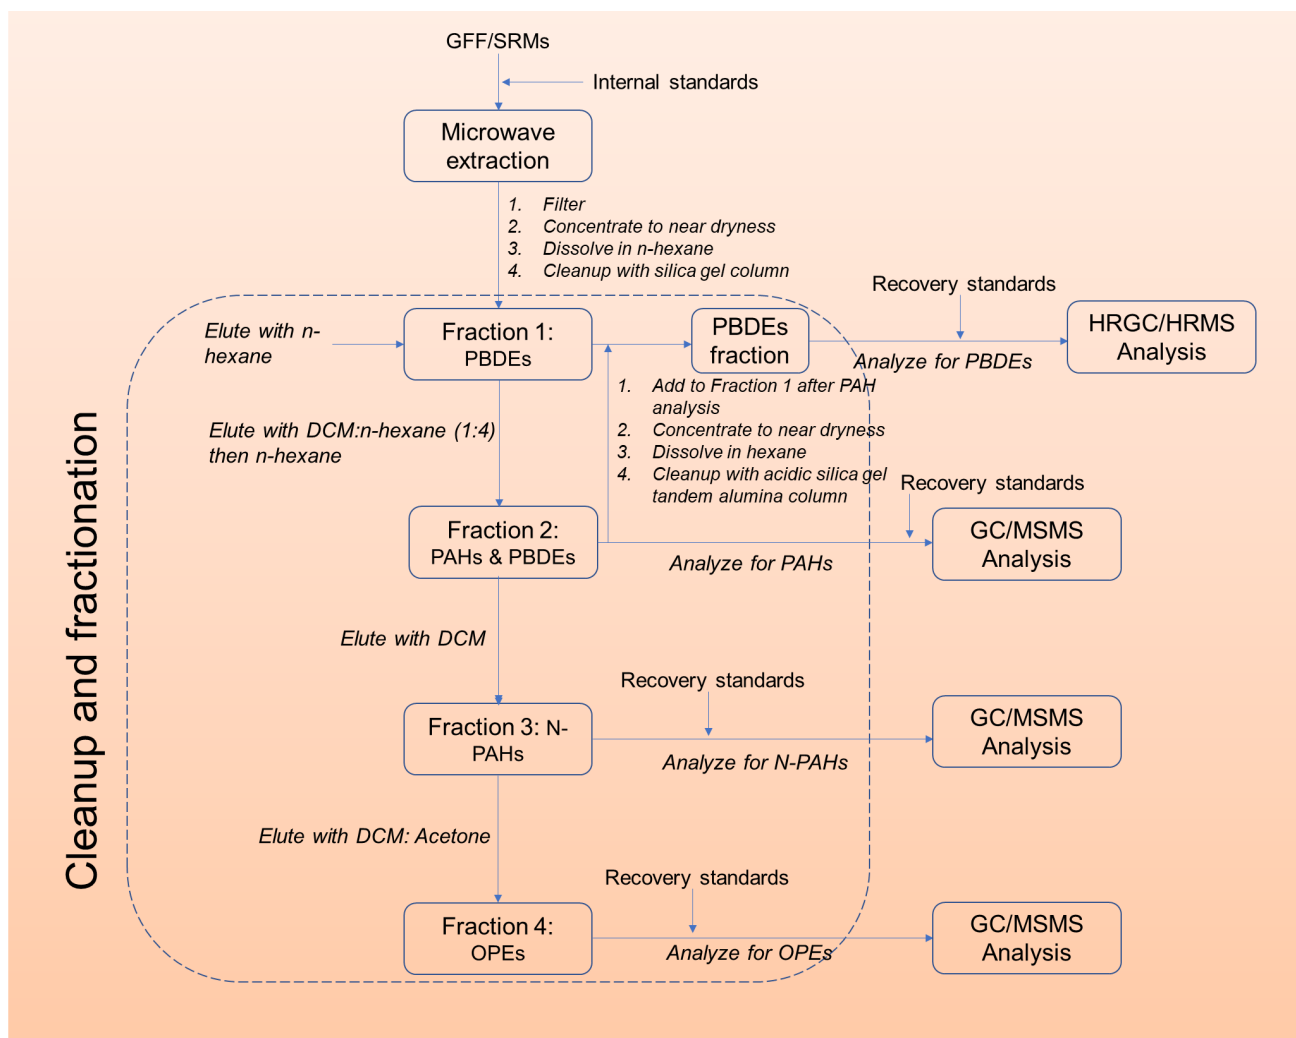 GFF/SRMs
Internal standards
Microwave
extraction
1. Filter
2. Concentrate to near dryness
3. Dissolve in n-hexane
4. Cleanup with silica gel column
Cleanup and fractionation
Elute with n-
hexane
Fraction 1:
PBDEs
PBDEs
fraction
Recovery standards
Analyze for PBDEs
HRGC/HRMS
Analysis
1. Add to Fraction 1 after PAH
analysis
2. Concentrate to near dryness
3. Dissolve in hexane
4. Cleanup with acidic silica gel
tandem alumina column
Elute with DCM:n-hexane (1:4)
then n-hexane
Fraction 2:
PAHs & PBDEs
Recovery standards
Analyze for PAHs
GC/MSMS
Analysis
Elute with DCM
Fraction 3: N-
PAHs
Recovery standards
Analyze for N-PAHs
GC/MSMS
Analysis
Elute with DCM: Acetone
Fraction 4:
OPEs
Recovery standards
Analyze for OPEs
GC/MSMS
Analysis